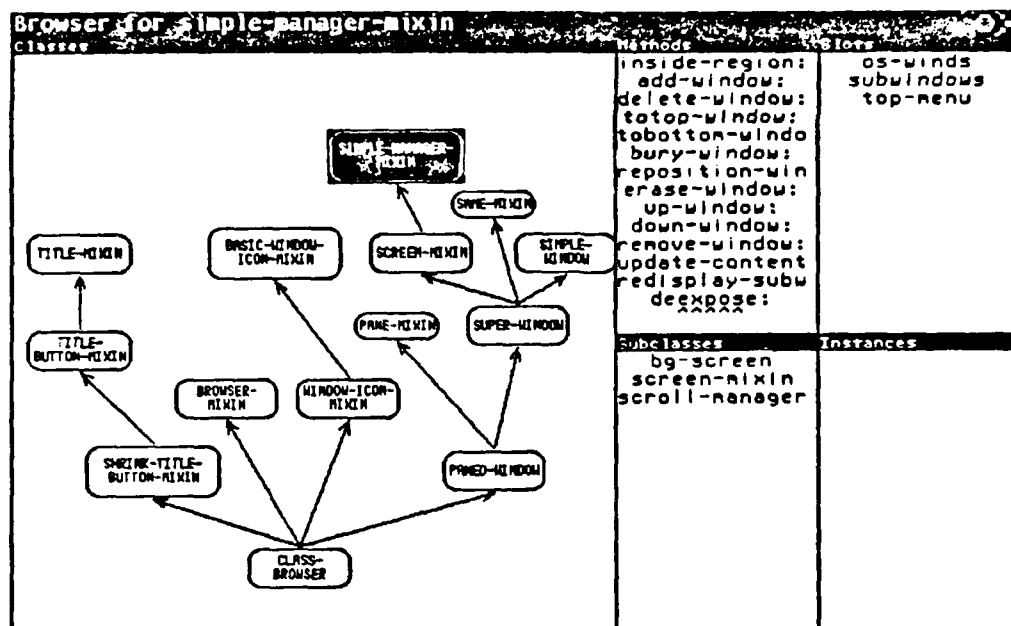 Browser for simple-manager-mixin
Classes
Methods
Slots
inside-region:
add-window:
delete-window:
totop-window:
tobottom-windo
bury-window:
reposition-win
erase-window:
up-window:
down-window:
remove-window:
update-content
redisplay-subw
deexpose:
^^^^^
os-winds
subwindows
top-menu
SIMPLE-MANAGER-
MIXIN
SAME-MIXIN
TITLE-MIXIN
BASIC-WINDOW-
ICON-MIXIN
SCREEN-MIXIN
SIMPLE-
WINDOW
PANE-MIXIN
SUPER-WINDOW
TITLE-
BUTTON-MIXIN
BROWSER-
MIXIN
WINDOW-ICON-
MIXIN
SHRINK-TITLE-
BUTTON-MIXIN
PANED-WINDOW
CLASS-
BROWSER
Subclasses
bg-screen
screen-mixin
scroll-manager
Instances